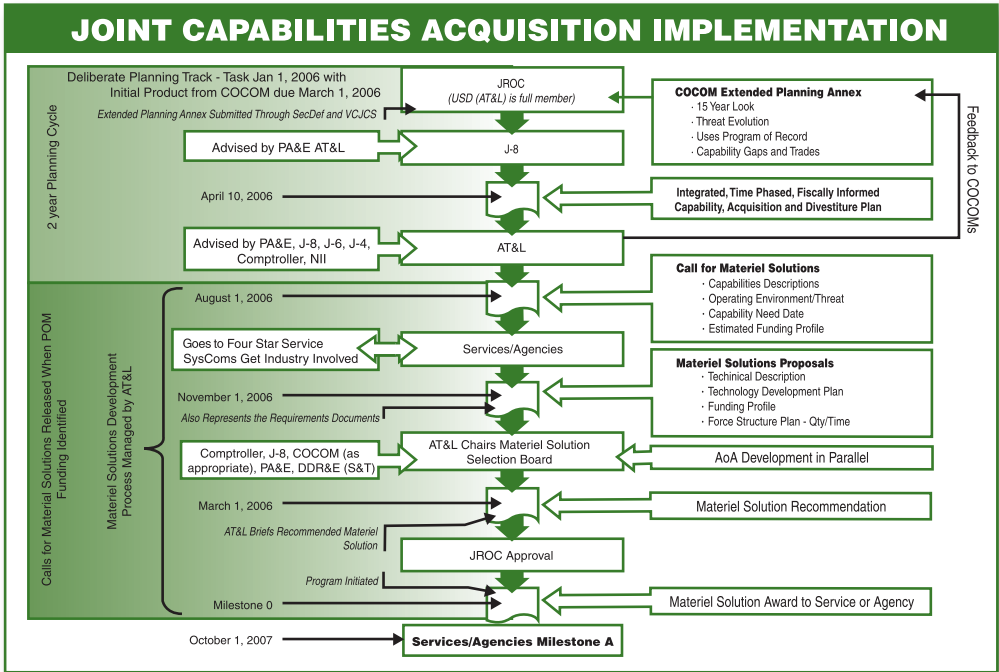 JOINT CAPABILITIES ACQUISITION IMPLEMENTATION
Deliberate Planning Track - Task Jan 1, 2006 with
Initial Product from COCOM due March 1, 2006
Extended Planning Annex Submitted Through SecDef and VCJCS
JROC
(USD (AT&L) is full member)
COCOM Extended Planning Annex
· 15 Year Look
· Threat Evolution
· Uses Program of Record
· Capability Gaps and Trades
2 year Planning Cycle
Feedback to COCOMs
Advised by PA&E AT&L
J-8
April 10, 2006
Integrated, Time Phased, Fiscally Informed
Capability, Acquisition and Divestiture Plan
Advised by PA&E, J-8, J-6, J-4,
Comptroller, NII
AT&L
Calls for Material Solutions Released When POM
Funding Identified
Materiel Solutions Development
Process Managed by AT&L
August 1, 2006
Call for Materiel Solutions
· Capabilities Descriptions
· Operating Environment/Threat
· Capability Need Date
· Estimated Funding Profile
Goes to Four Star Service
SysComs Get Industry Involved
Services/Agencies
November 1, 2006
Also Represents the Requirements Documents
Materiel Solutions Proposals
· Techinical Description
· Technology Development Plan
· Funding Profile
· Force Structure Plan - Qty/Time
Comptroller, J-8, COCOM (as
appropriate), PA&E, DDR&E (S&T)
AT&L Chairs Materiel Solution
Selection Board
AoA Development in Parallel
March 1, 2006
AT&L Briefs Recommended Materiel
Solution
Materiel Solution Recommendation
JROC Approval
Program Initiated
Milestone 0
Materiel Solution Award to Service or Agency
October 1, 2007
Services/Agencies Milestone A